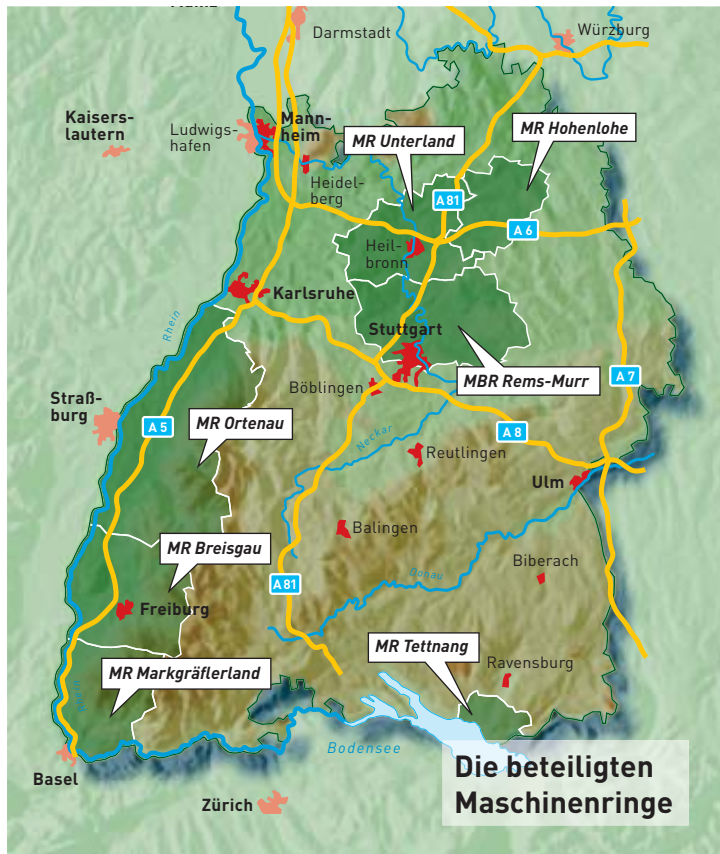 Darmstadt
Würzburg
Kaisers-
lautern
Ludwigs-
hafen
Mann-
heim
MR Unterland
MR Hohenlohe
Heidel-
berg
A 81
A 6
Heil-
bronn
Karlsruhe
Rhein
Stuttgart
MBR Rems-Murr
A 7
Böblingen
Straß-
burg
A 5
MR Ortenau
Neckar
A 8
Reutlingen
Ulm
Balingen
MR Breisgau
Donau
Biberach
A 81
Freiburg
MR Tettnang
Ravensburg
MR Markgräflerland
Rhein
Bodensee
Basel
Zürich
Die beteiligten
Maschinenringe